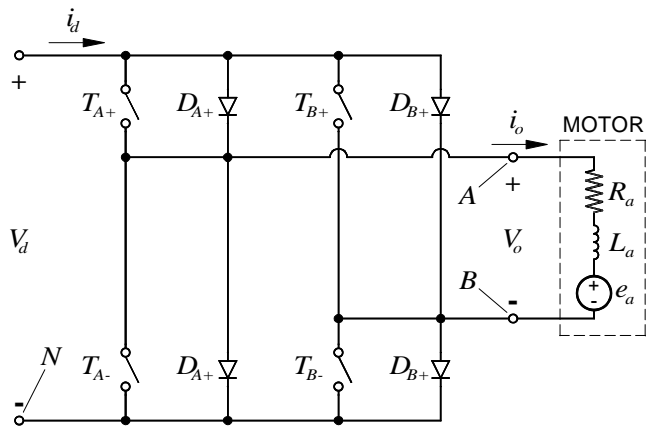 i_d
+
T_{A+}
D_{A+}
T_{B+}
D_{B+}
i_o
MOTOR
A
+
R_a
V_d
V_o
L_a
B
-
+
-
e_a
N
-
T_{A-}
D_{A+}
T_{B-}
D_{B+}